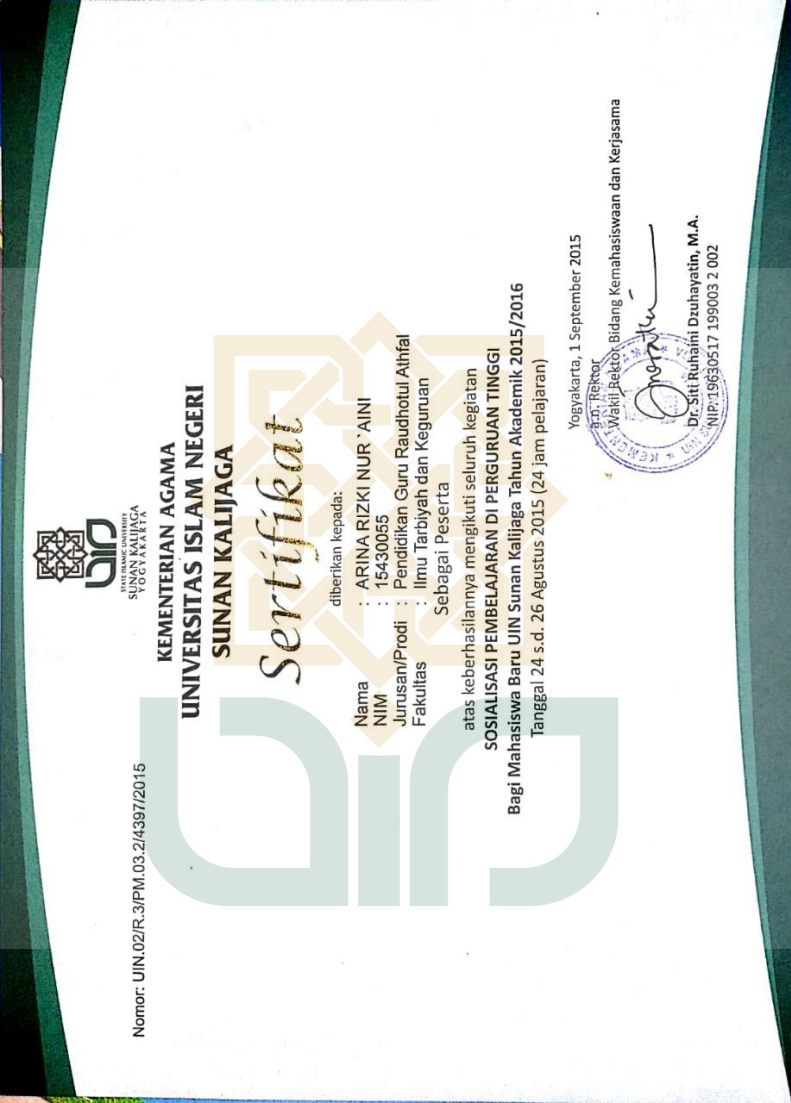 Nomor: UIN.02/R.3/PM.03.2/4397/2015
uin
STATE ISLAMIC UNIVERSITY
SUNAN KALIJAGA
YOGYAKARTA
KEMENTERIAN AGAMA
UNIVERSITAS ISLAM NEGERI
SUNAN KALIJAGA
Sertifikat
diberikan kepada:
Nama : ARINA RIZKI NUR`AINI
NIM : 15430055
Jurusan/Prodi : Pendidikan Guru Raudhotul Athfal
Fakultas : Ilmu Tarbiyah dan Keguruan
Sebagai Peserta
atas keberhasilannya mengikuti seluruh kegiatan
SOSIALISASI PEMBELAJARAN DI PERGURUAN TINGGI
Bagi Mahasiswa Baru UIN Sunan Kalijaga Tahun Akademik 2015/2016
Tanggal 24 s.d. 26 Agustus 2015 (24 jam pelajaran)
Yogyakarta, 1 September 2015
a.n. Rektor
Wakil Rektor Bidang Kemahasiswaan dan Kerjasama
Dr. Siti Ruhaini Dzuhayatin, M.A.
NIP. 19630517 199003 2 002